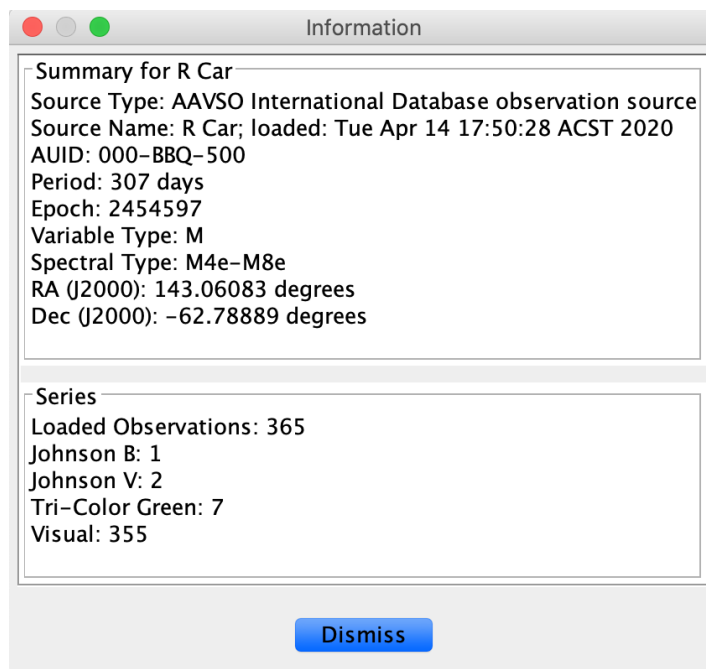 Information
Summary for R Car
Source Type: AAVSO International Database observation source
Source Name: R Car; loaded: Tue Apr 14 17:50:28 ACST 2020
AUID: 000-BBQ-500
Period: 307 days
Epoch: 2454597
Variable Type: M
Spectral Type: M4e-M8e
RA (J2000): 143.06083 degrees
Dec (J2000): -62.78889 degrees
Series
Loaded Observations: 365
Johnson B: 1
Johnson V: 2
Tri-Color Green: 7
Visual: 355
Dismiss